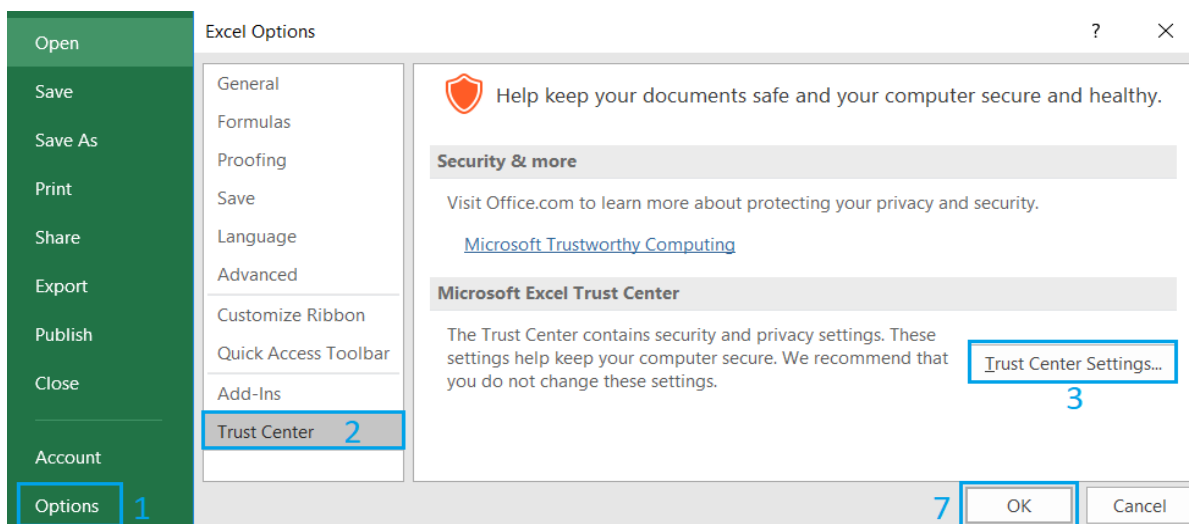 Open
Save
Save As
Print
Share
Export
Publish
Close
Account
Options 1
Excel Options
?
General
Formulas
Proofing
Save
Language
Advanced
Customize Ribbon
Quick Access Toolbar
Add-Ins
Trust Center 2
Help keep your documents safe and your computer secure and healthy.
Security & more
Visit Office.com to learn more about protecting your privacy and security.
Microsoft Trustworthy Computing
Microsoft Excel Trust Center
The Trust Center contains security and privacy settings. These
settings help keep your computer secure. We recommend that
you do not change these settings.
Trust Center Settings...
3
7 OK Cancel